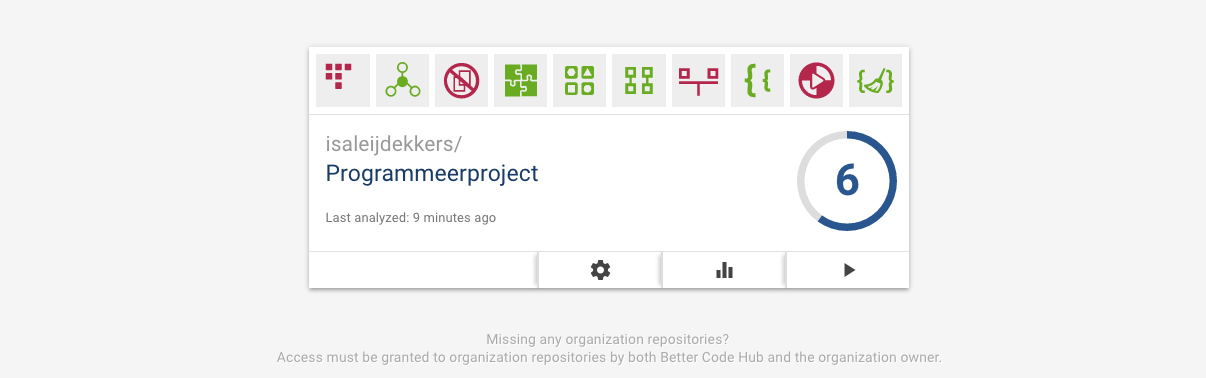 isaleijdekkers/
Programmeerproject
6
Last analyzed: 9 minutes ago
Missing any organization repositories?
Access must be granted to organization repositories by both Better Code Hub and the organization owner.